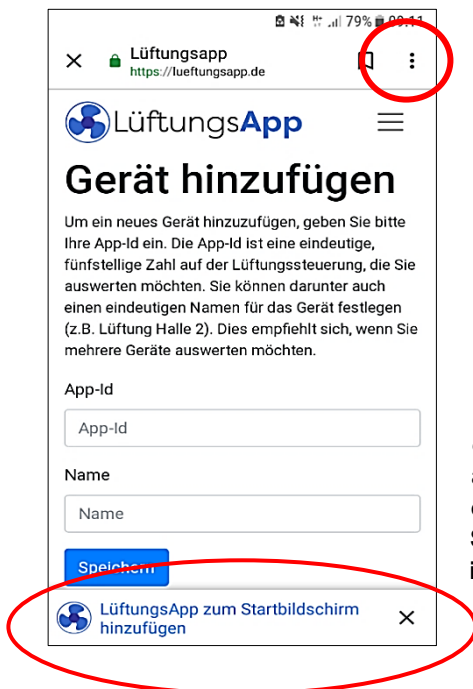 79% 09:11
Lüftungsapp
https://lueftungsapp.de
LüftungsApp
Gerät hinzufügen
Um ein neues Gerät hinzuzufügen, geben Sie bitte
Ihre App-Id ein. Die App-Id ist eine eindeutige,
fünfstellige Zahl auf der Lüftungssteuerung, die Sie
auswerten möchten. Sie können darunter auch
einen eindeutigen Namen für das Gerät festlegen
(z.B. Lüftung Halle 2). Dies empfiehlt sich, wenn Sie
mehrere Geräte auswerten möchten.
App-Id
App-Id
Name
Name
Speichern
LüftungsApp zum Startbildschirm
hinzufügen